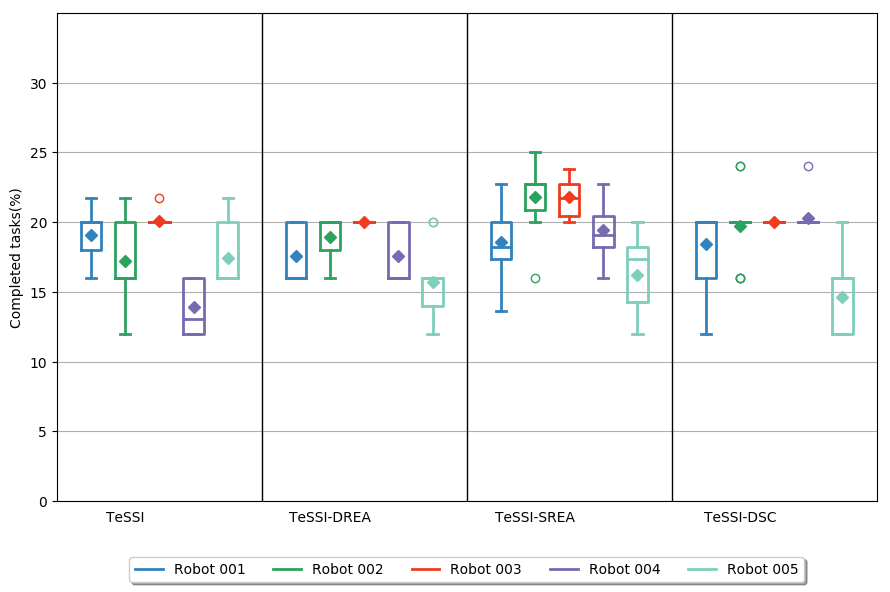 Completed tasks(%)
30
25
20
15
10
5
0
TeSSI TeSSI-DREA TeSSI-SREA TeSSI-DSC
Robot 001 Robot 002 Robot 003 Robot 004 Robot 005